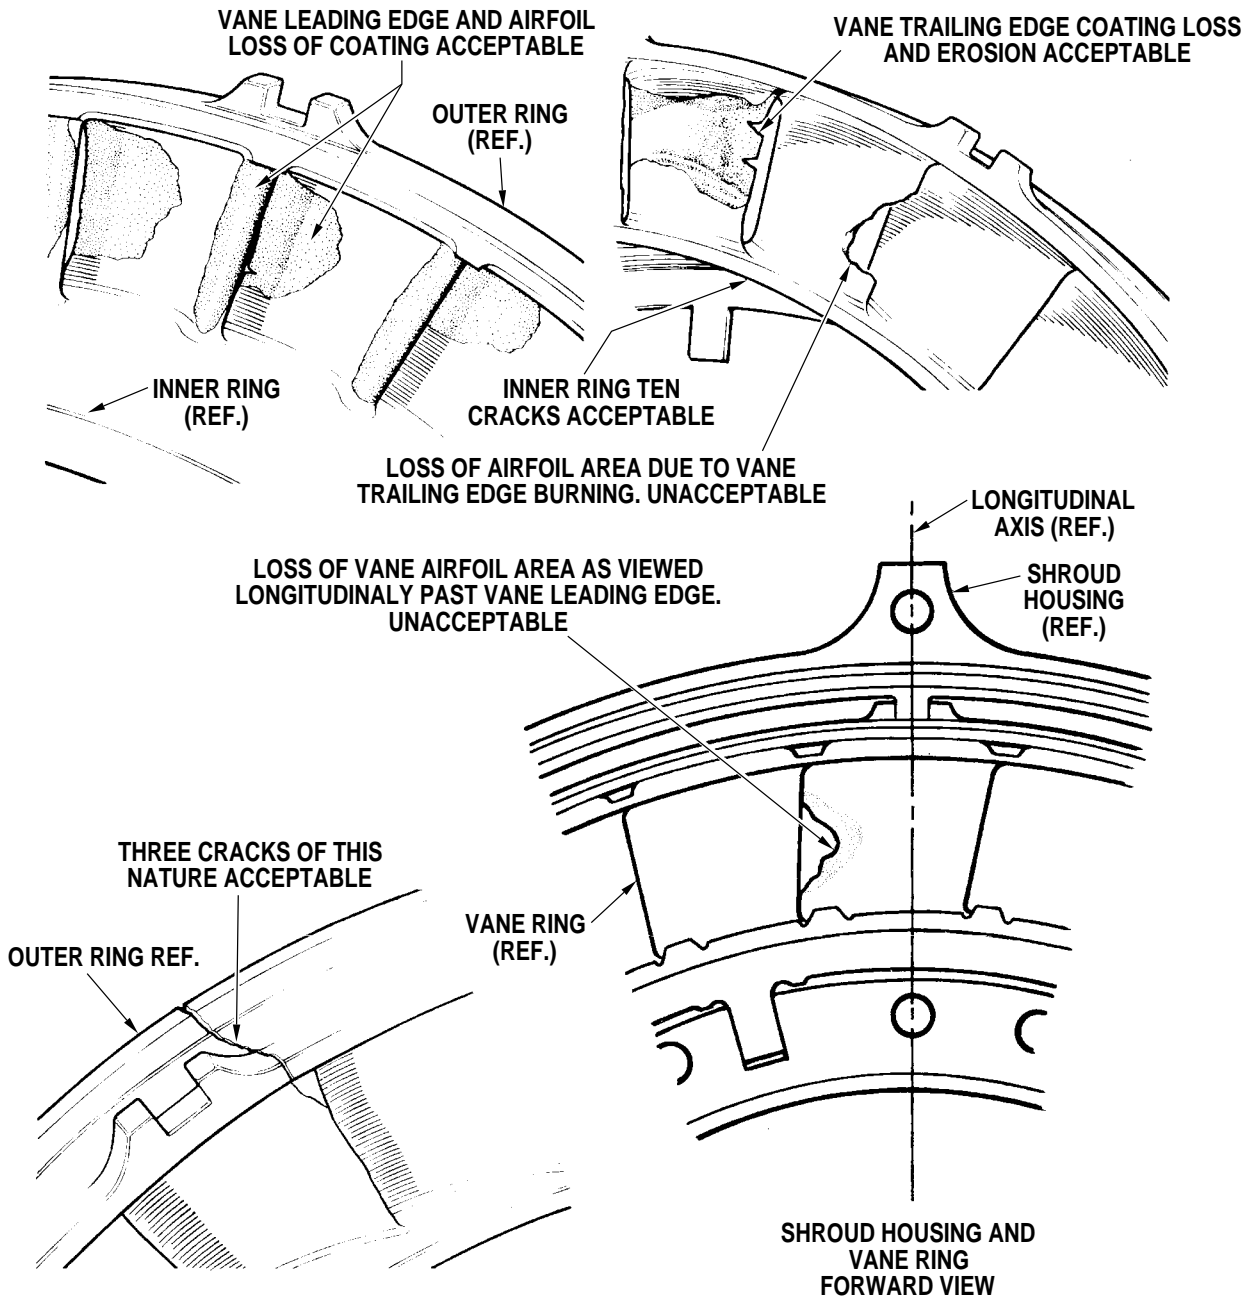 VANE LEADING EDGE AND AIRFOIL
LOSS OF COATING ACCEPTABLE
VANE TRAILING EDGE COATING LOSS
AND EROSION ACCEPTABLE
OUTER RING
(REF.)
INNER RING
(REF.)
INNER RING TEN
CRACKS ACCEPTABLE
LOSS OF AIRFOIL AREA DUE TO VANE
TRAILING EDGE BURNING. UNACCEPTABLE
LONGITUDINAL
AXIS (REF.)
LOSS OF VANE AIRFOIL AREA AS VIEWED
LONGITUDINALY PAST VANE LEADING EDGE.
UNACCEPTABLE
SHROUD
HOUSING
(REF.)
THREE CRACKS OF THIS
NATURE ACCEPTABLE
VANE RING
(REF.)
OUTER RING REF.
SHROUD HOUSING AND
VANE RING
FORWARD VIEW